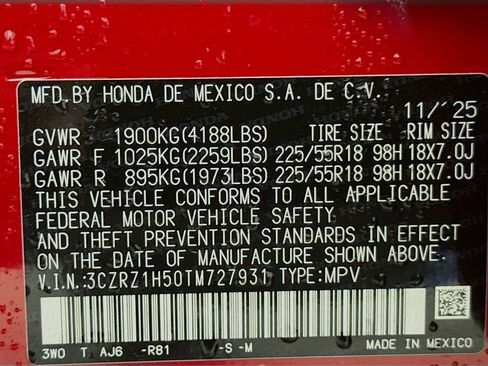 MFD.BY HONDA DE MEXICO S.A. DE C.V.
11/'25
GVWR 1900KG(4188LBS) TIRE SIZE RIM SIZE
GAWR F 1025KG(2259LBS) 225/55R18 98H 18X7.0J
GAWR R 895KG(1973LBS) 225/55R18 98H 18X7.0J
THIS VEHICLE CONFORMS TO ALL APPLICABLE
FEDERAL MOTOR VEHICLE SAFETY
AND THEFT PREVENTION STANDARDS IN EFFECT
ON THE DATE OF MANUFACTURE SHOWN ABOVE.
V.I.N.:3CZRZ1H50TM727931 TYPE:MPV
3W0 T AJ6 -R81 -S -M MADE IN MEXICO